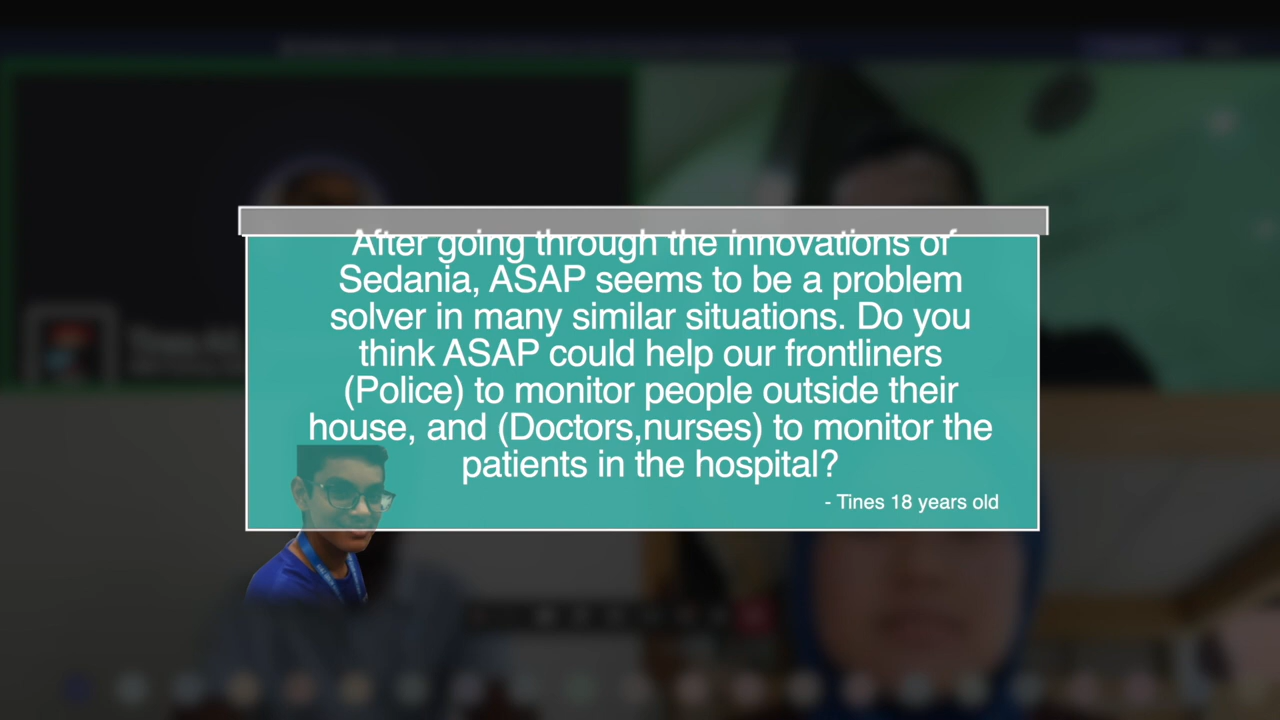 After going through the innovations of
Sedania, ASAP seems to be a problem
solver in many similar situations. Do you
think ASAP could help our frontliners
(Police) to monitor people outside their
house, and (Doctors,nurses) to monitor the
patients in the hospital?
- Tines 18 years old